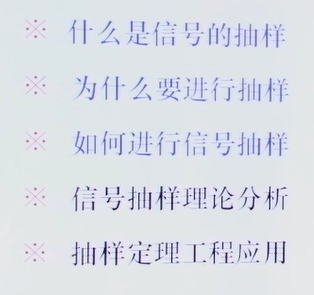 ※ 什么是信号的抽样
※ 为什么要进行抽样
※ 如何进行信号抽样
※ 信号抽样理论分析
※ 抽样定理工程应用